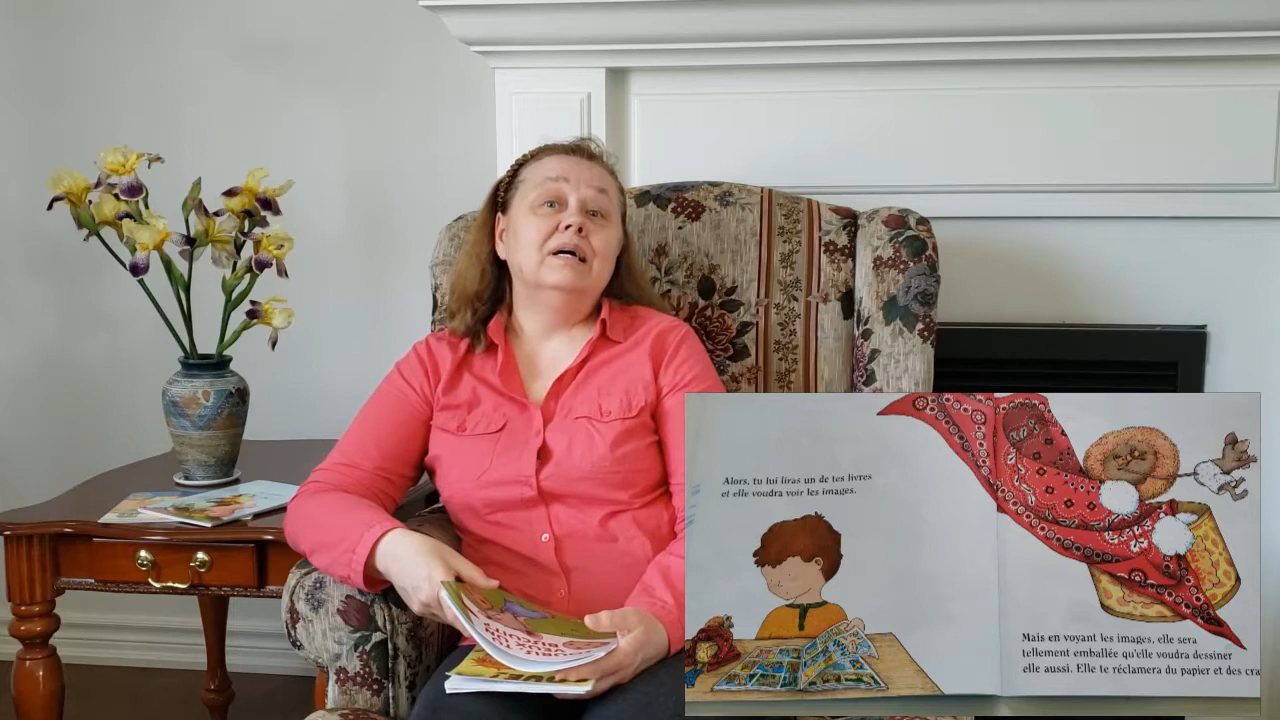 Alors, tu lui liras un de tes livres
et elle voudra voir les images.
Mais en voyant les images, elle sera
tellement emballée qu'elle voudra dessiner
elle aussi. Elle te réclamera du papier et des cra